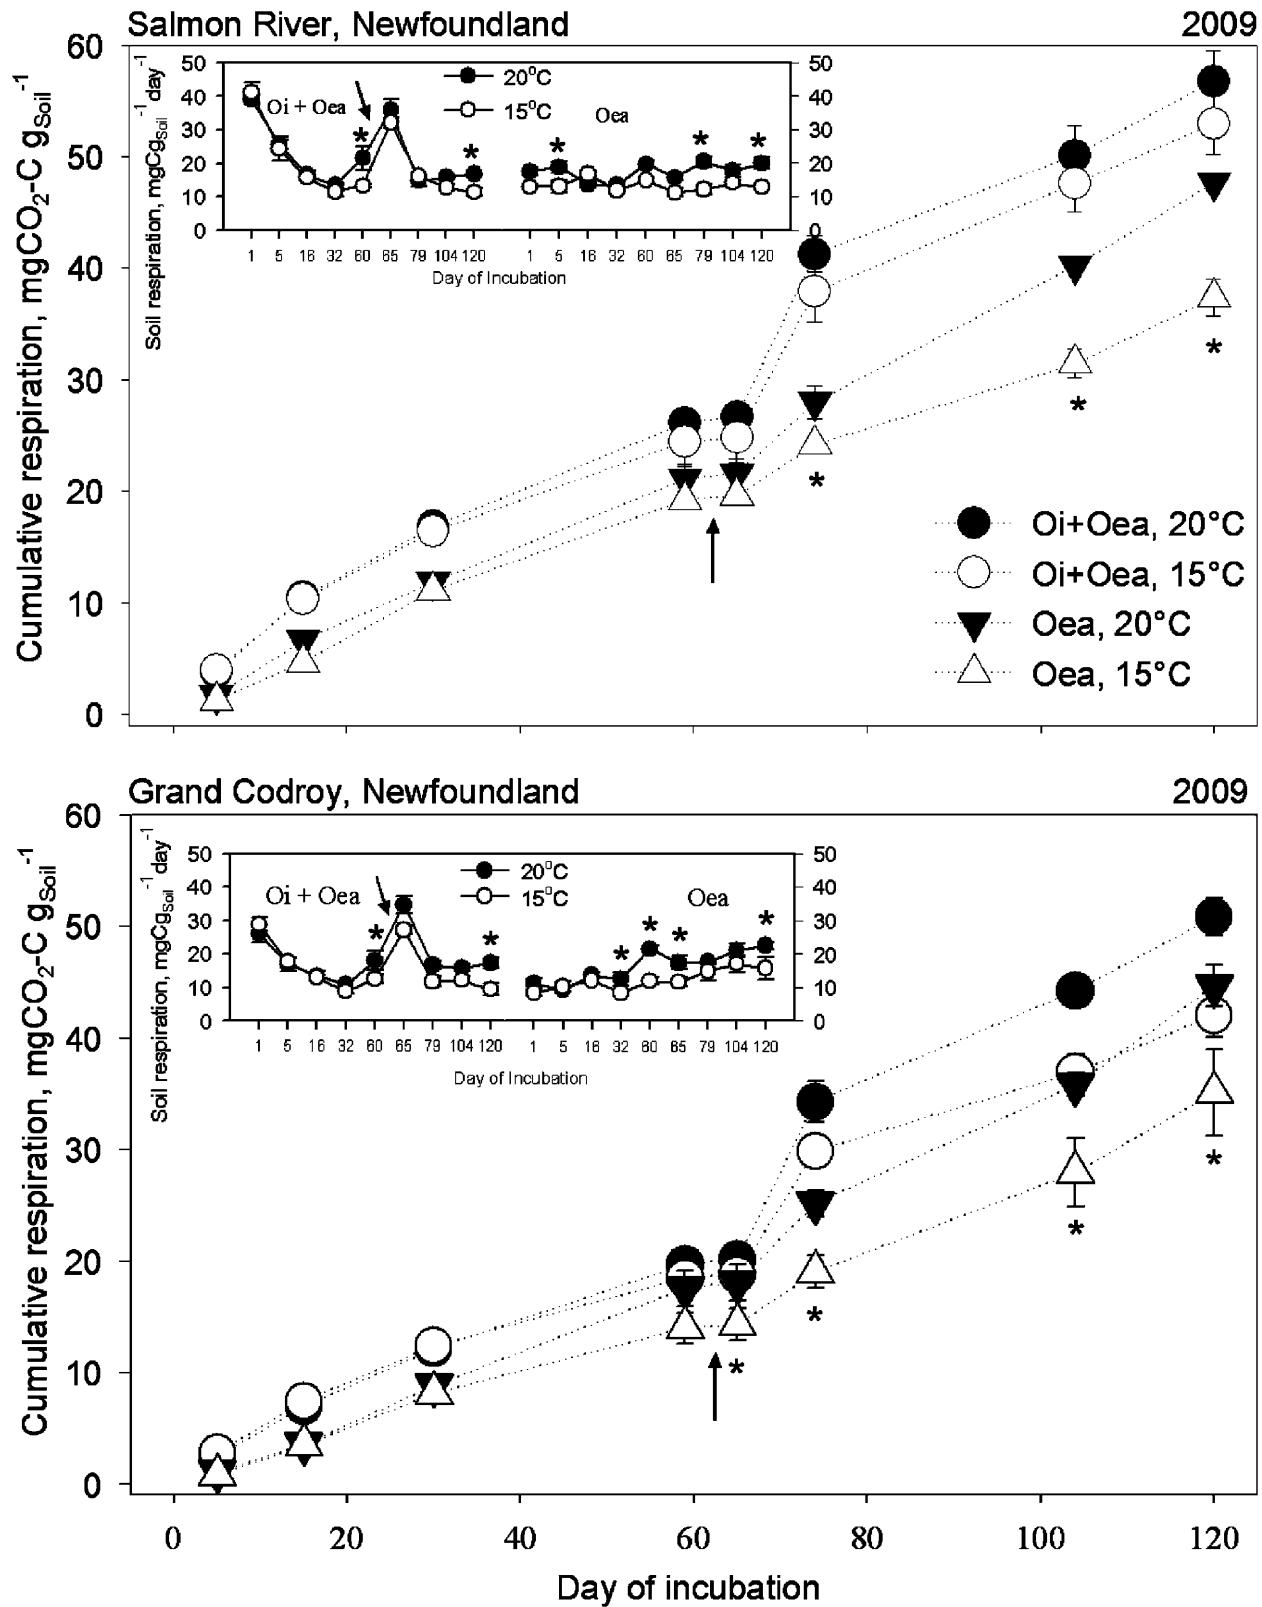 Salmon River, Newfoundland 2009
60
50
40
30
20
10
0
Cumulative respiration, mgCO₂-C gSoil⁻¹
50
40
30
20
10
0
Soil respiration, mgCgSoil⁻¹ day⁻¹
20⁰C
15⁰C
Oi + Oea
Oea
*
*
*
*
*
50
40
30
20
10
0
1 5 16 32 60 65 79 104 120 1 5 16 32 60 65 79 104 120
Day of Incubation
*
*
*
Oi+Oea, 20°C
Oi+Oea, 15°C
Oea, 20°C
Oea, 15°C
Grand Codroy, Newfoundland 2009
60
50
40
30
20
10
0
Cumulative respiration, mgCO₂-C gSoil⁻¹
50
40
30
20
10
0
Soil respiration, mgCgSoil⁻¹ day⁻¹
20⁰C
15⁰C
Oi + Oea
Oea
*
*
*
*
*
*
50
40
30
20
10
0
1 5 16 32 60 65 79 104 120 1 5 16 32 60 65 79 104 120
Day of Incubation
*
*
*
*
0 20 40 60 80 100 120
Day of incubation